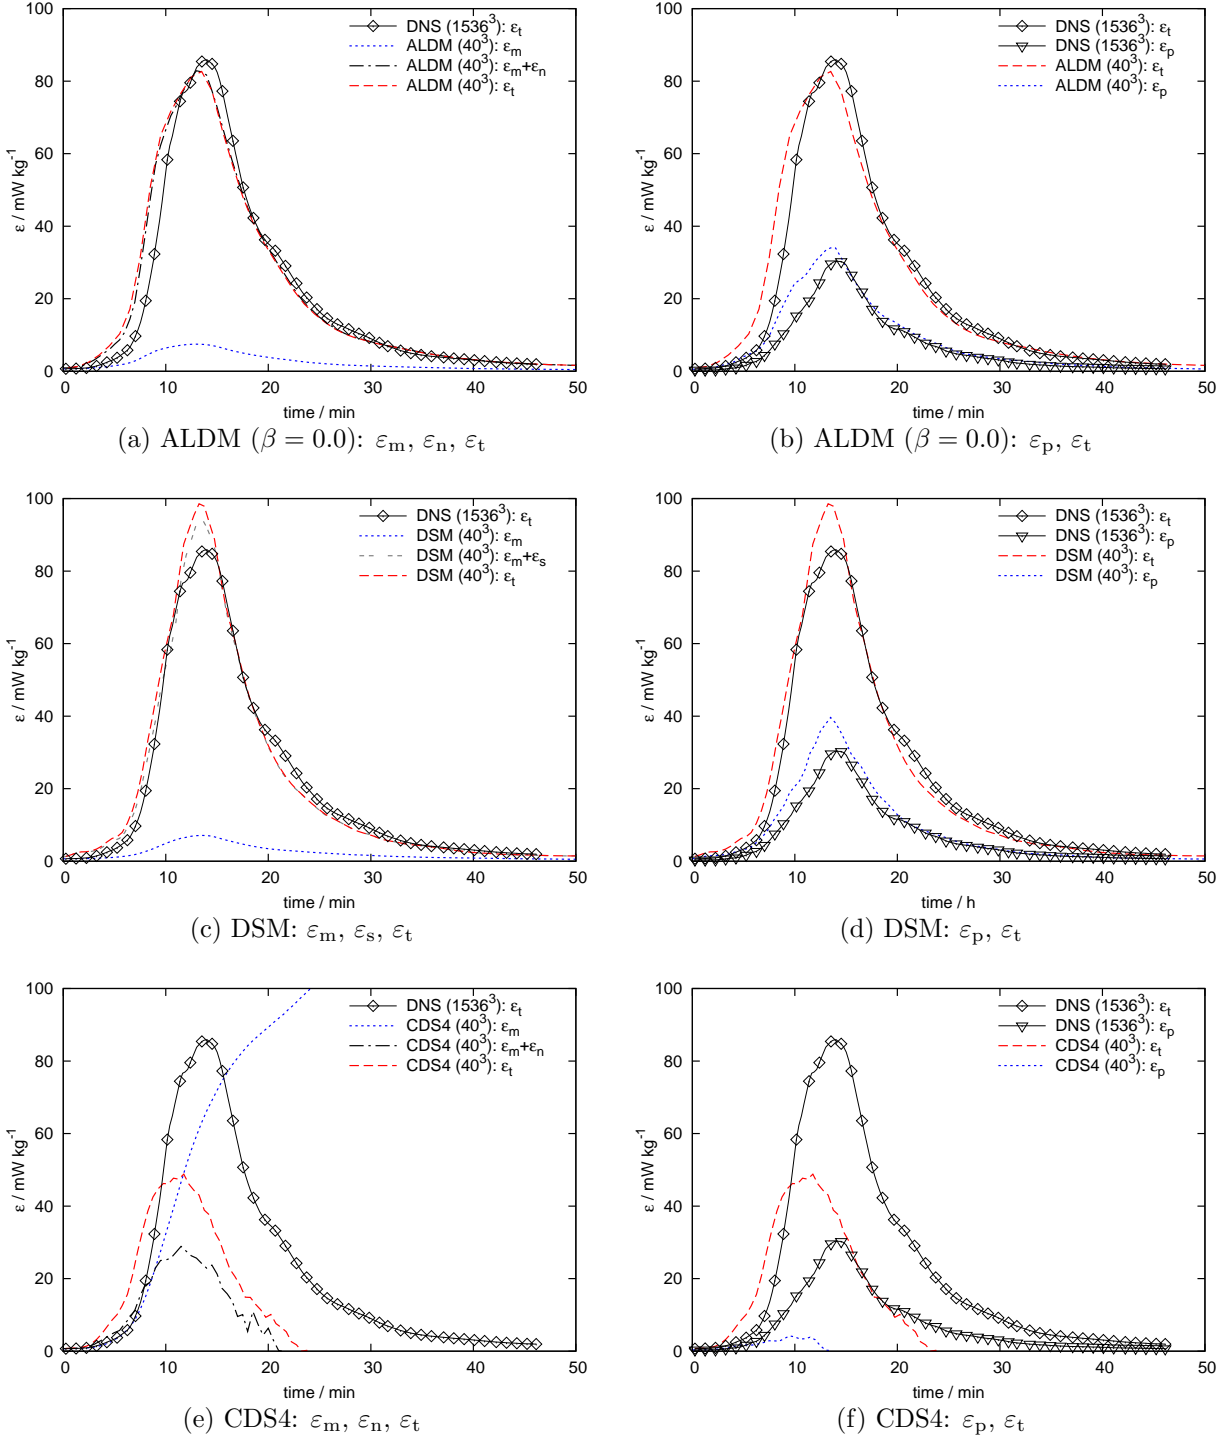 100
80
60
40
20
0
0 10 20 30 40 50
ε / mW kg⁻¹
time / min
DNS (1536³): εₜ
ALDM (40³): εₘ
ALDM (40³): εₘ+εₙ
ALDM (40³): εₜ
(a) ALDM (β = 0.0): εₘ, εₙ, εₜ
100
80
60
40
20
0
0 10 20 30 40 50
ε / mW kg⁻¹
time / min
DNS (1536³): εₜ
DNS (1536³): εₚ
ALDM (40³): εₜ
ALDM (40³): εₚ
(b) ALDM (β = 0.0): εₚ, εₜ
100
80
60
40
20
0
0 10 20 30 40 50
ε / mW kg⁻¹
time / min
DNS (1536³): εₜ
DSM (40³): εₘ
DSM (40³): εₘ+εₛ
DSM (40³): εₜ
(c) DSM: εₘ, εₛ, εₜ
100
80
60
40
20
0
0 10 20 30 40 50
ε / mW kg⁻¹
time / h
DNS (1536³): εₜ
DNS (1536³): εₚ
DSM (40³): εₜ
DSM (40³): εₚ
(d) DSM: εₚ, εₜ
100
80
60
40
20
0
0 10 20 30 40 50
ε / mW kg⁻¹
time / min
DNS (1536³): εₜ
CDS4 (40³): εₘ
CDS4 (40³): εₘ+εₙ
CDS4 (40³): εₜ
(e) CDS4: εₘ, εₙ, εₜ
100
80
60
40
20
0
0 10 20 30 40 50
ε / mW kg⁻¹
time / min
DNS (1536³): εₜ
DNS (1536³): εₚ
CDS4 (40³): εₜ
CDS4 (40³): εₚ
(f) CDS4: εₚ, εₜ